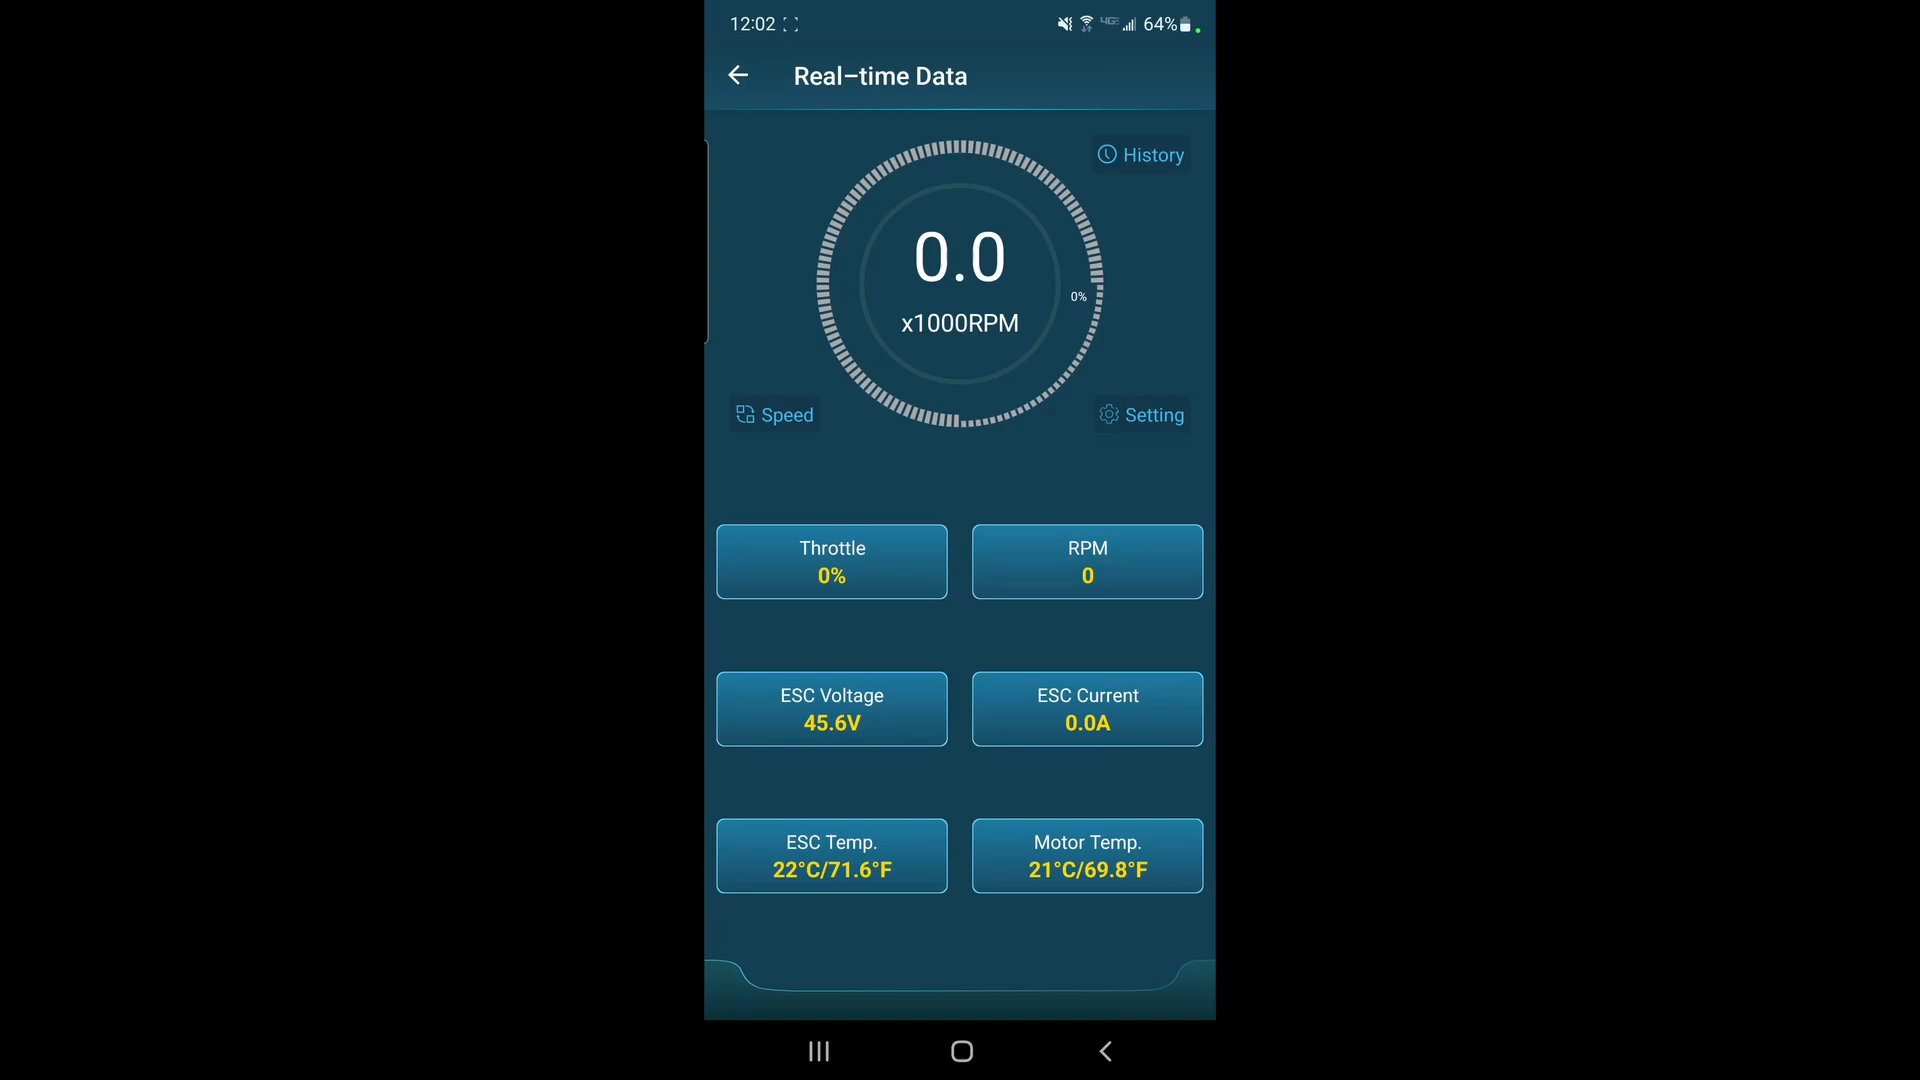 12:02
64%
Real-time Data
History
0.0
0%
x1000RPM
Speed
Setting
Throttle
0%
RPM
0
ESC Voltage
45.6V
ESC Current
0.0A
ESC Temp.
22°C/71.6°F
Motor Temp.
21°C/69.8°F